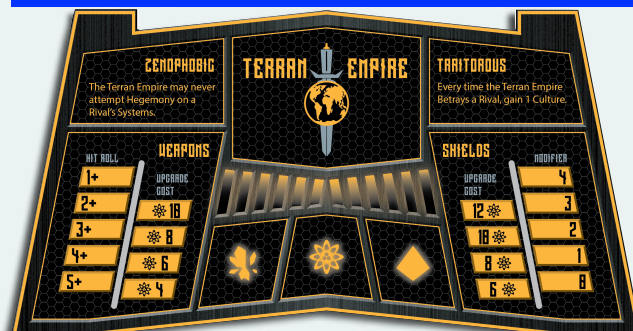 ZENOPHOBIC
The Terran Empire may never
attempt Hegemony on a
Rival's Systems.
TERRAN EMPIRE
TRAITOROUS
Every time the Terran Empire
Betrays a Rival, gain 1 Culture.
WEAPONS
HIT ROLL
UPGRADE
COST
1+
2+
3+
4+
5+
10
8
6
4
SHIELDS
UPGRADE
COST
MODIFIER
12
10
8
6
4
3
2
1
0